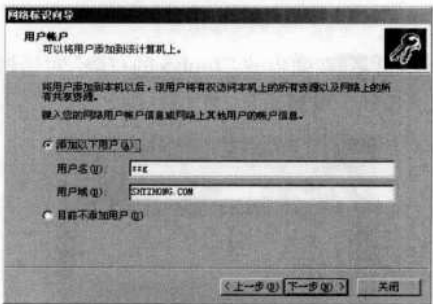 网络标识向导
用户帐户
可以将用户添加到该计算机上。
将用户添加到本机以后，该用户将有权访问本机上的所有资源以及网络上的所有共享资源。
键入您的网络用户帐户信息或网络上其他用户的帐户信息。
添加以下用户(A):
用户名(U):
zzg
用户域(D):
SHYZHONG.COM
目前不添加用户(O)
<上一步(B)
下一步(N)>
关闭